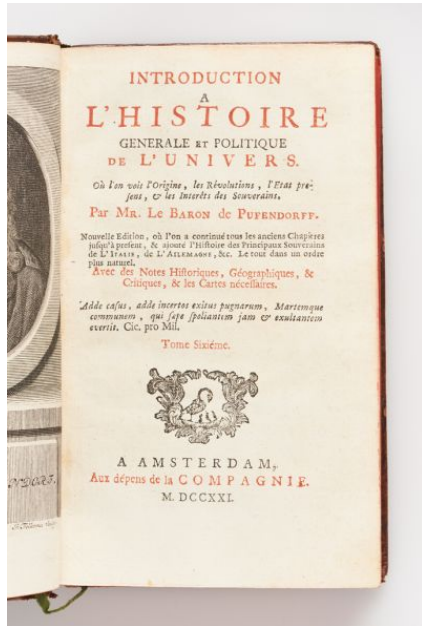 INTRODUCTION
A
L'HISTOIRE
GENERALE ET POLITIQUE
DE L'UNIVERS.
Où l'on voit l'Origine, les Révolutions, l'Etat pré-
sent, & les Interêts des Souverains.
Par MR. LE BARON DE PUFENDORFF.
Nouvelle Edition, où l'on a continué tous les anciens Chapitres
jusqu'à present, & ajouté l'Histoire des Principaux Souverains
de L'ITALIE, de L'ALEMAGNE, &c. Le tout dans un ordre
plus naturel.
Avec des Notes Historiques, Géographiques, &
Critiques, & les Cartes nécessaires.
Adde casus, adde incertos exitus pugnarum, Martemque
communem, qui sæpe spoliantem jam & exultantem
evertit. Cic. pro Mil.
Tome Sixiéme.
A AMSTERDAM,
Aux dépens de la COMPAGNIE.
M. DCCXXI.